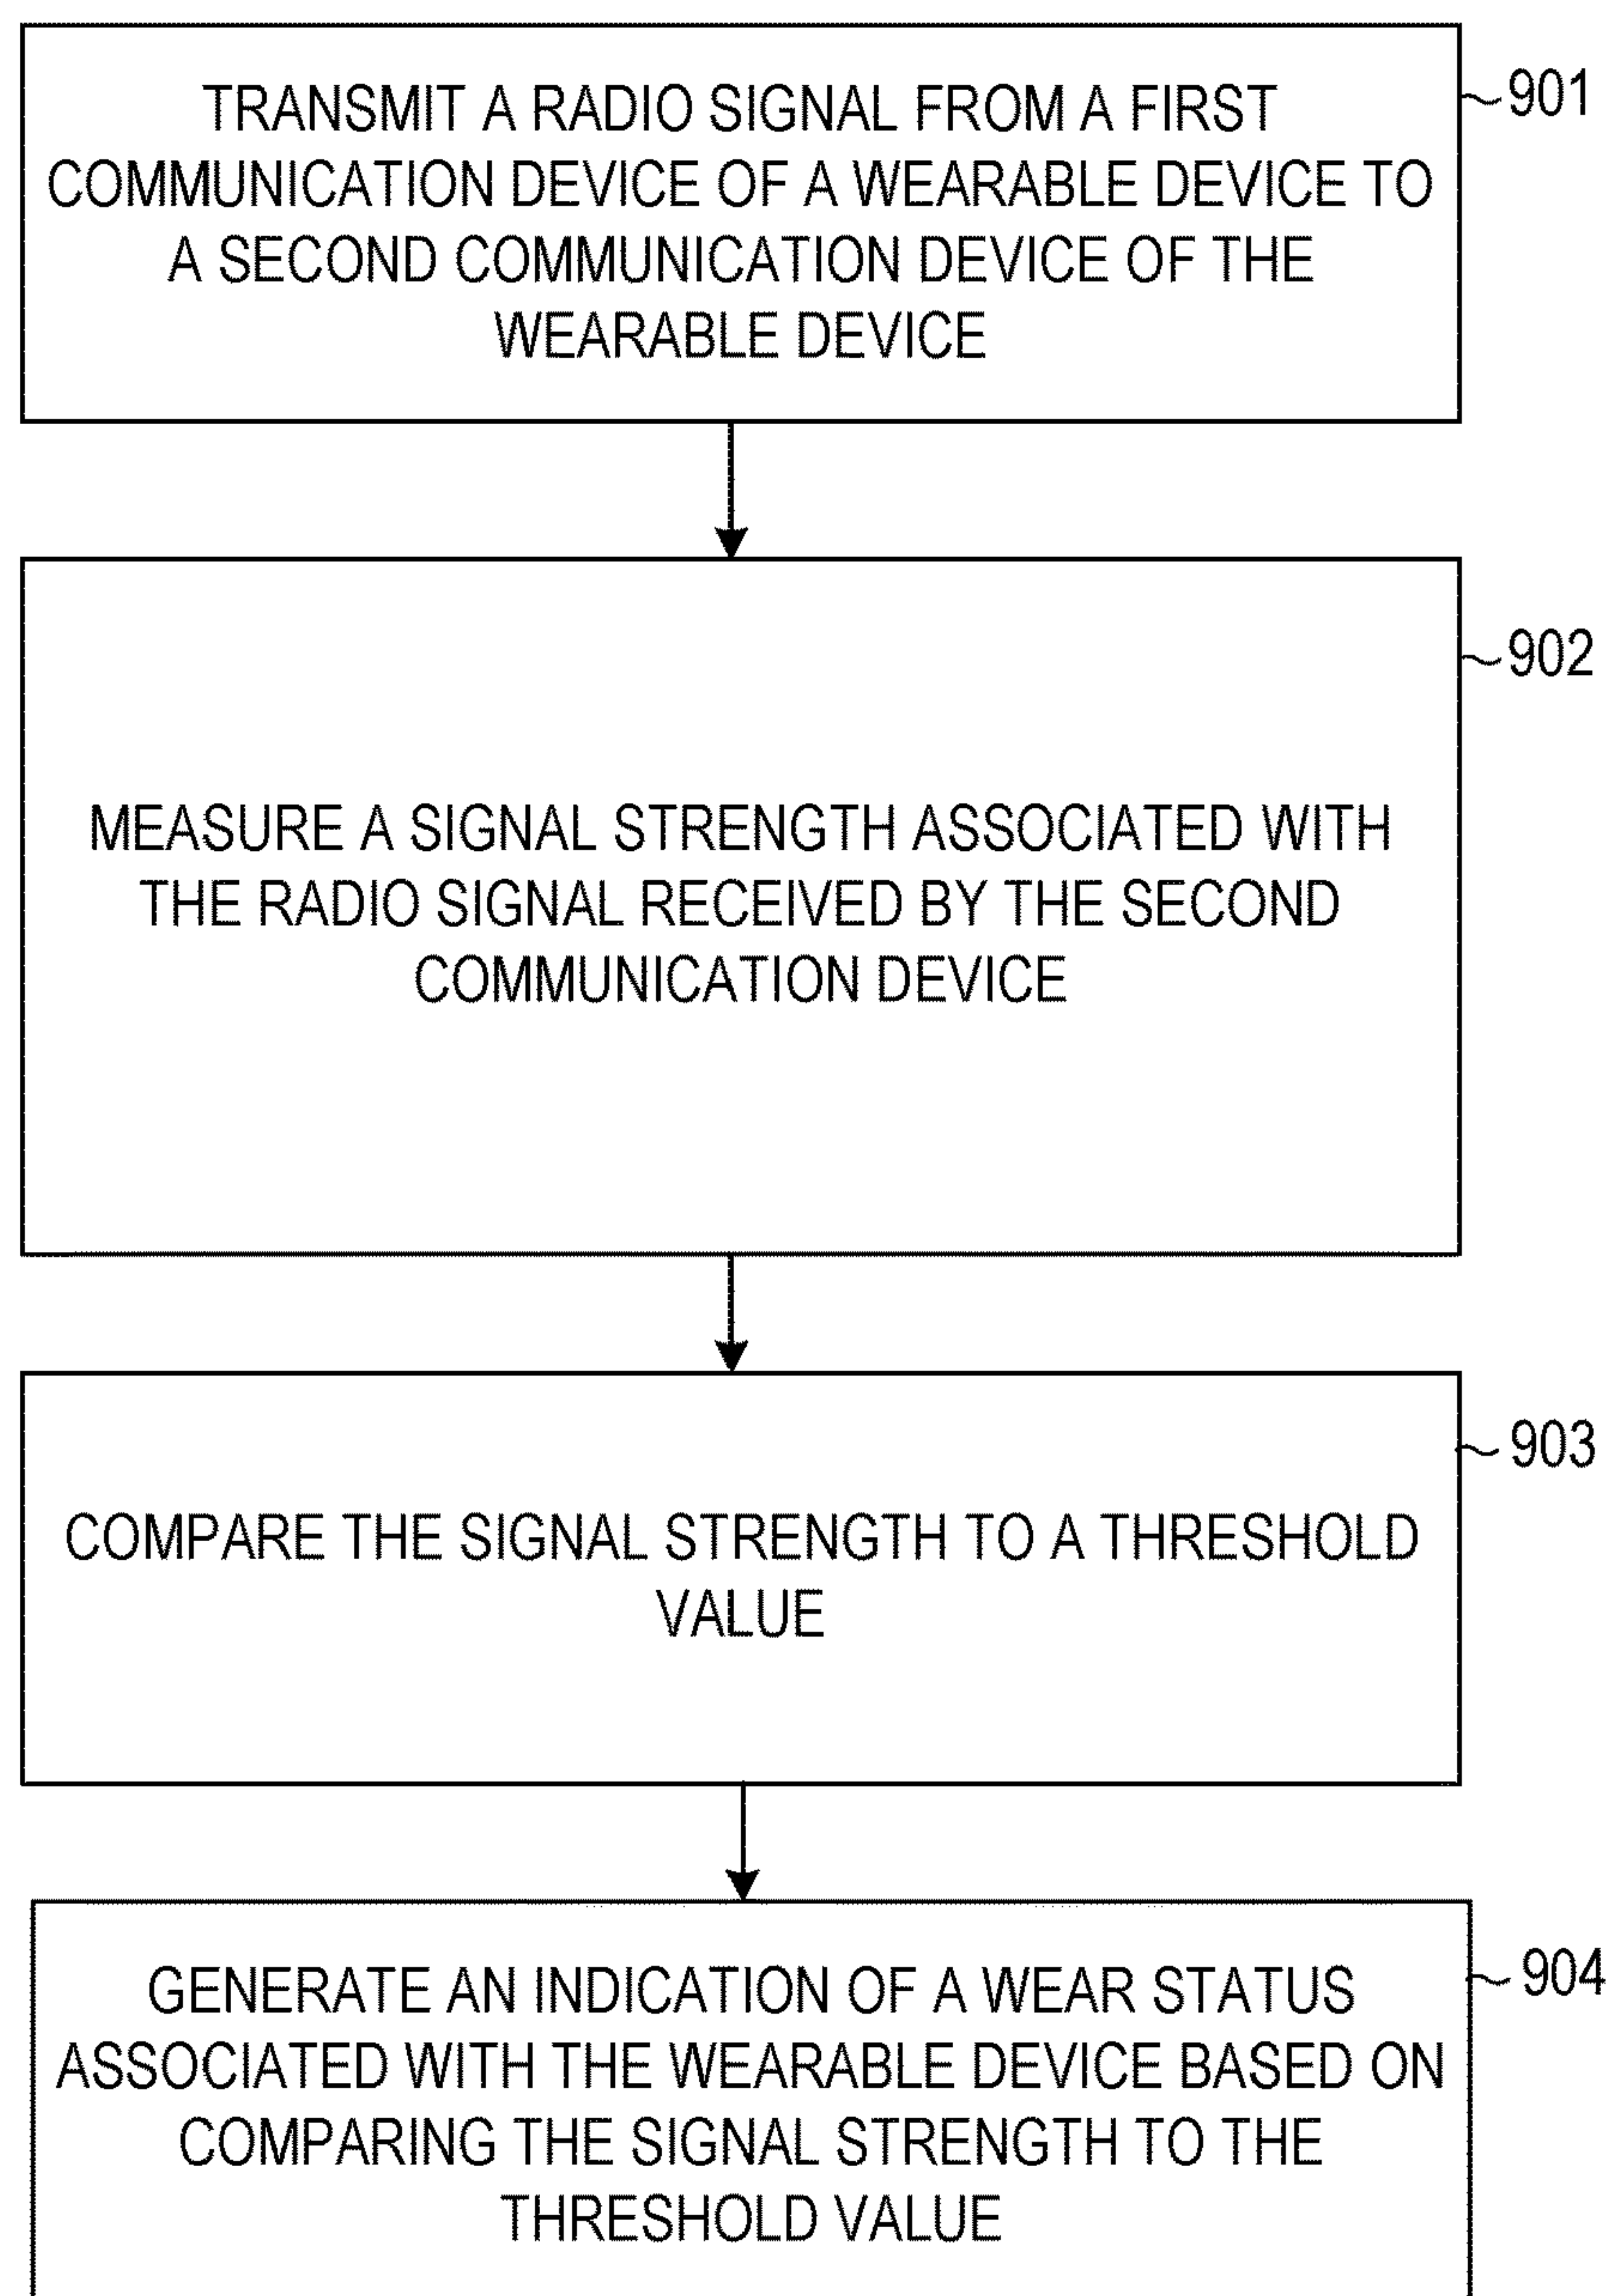 TRANSMIT A RADIO SIGNAL FROM A FIRST
COMMUNICATION DEVICE OF A WEARABLE DEVICE TO
A SECOND COMMUNICATION DEVICE OF THE
WEARABLE DEVICE
901
902
MEASURE A SIGNAL STRENGTH ASSOCIATED WITH
THE RADIO SIGNAL RECEIVED BY THE SECOND
COMMUNICATION DEVICE
903
COMPARE THE SIGNAL STRENGTH TO A THRESHOLD
VALUE
904
GENERATE AN INDICATION OF A WEAR STATUS
ASSOCIATED WITH THE WEARABLE DEVICE BASED ON
COMPARING THE SIGNAL STRENGTH TO THE
THRESHOLD VALUE